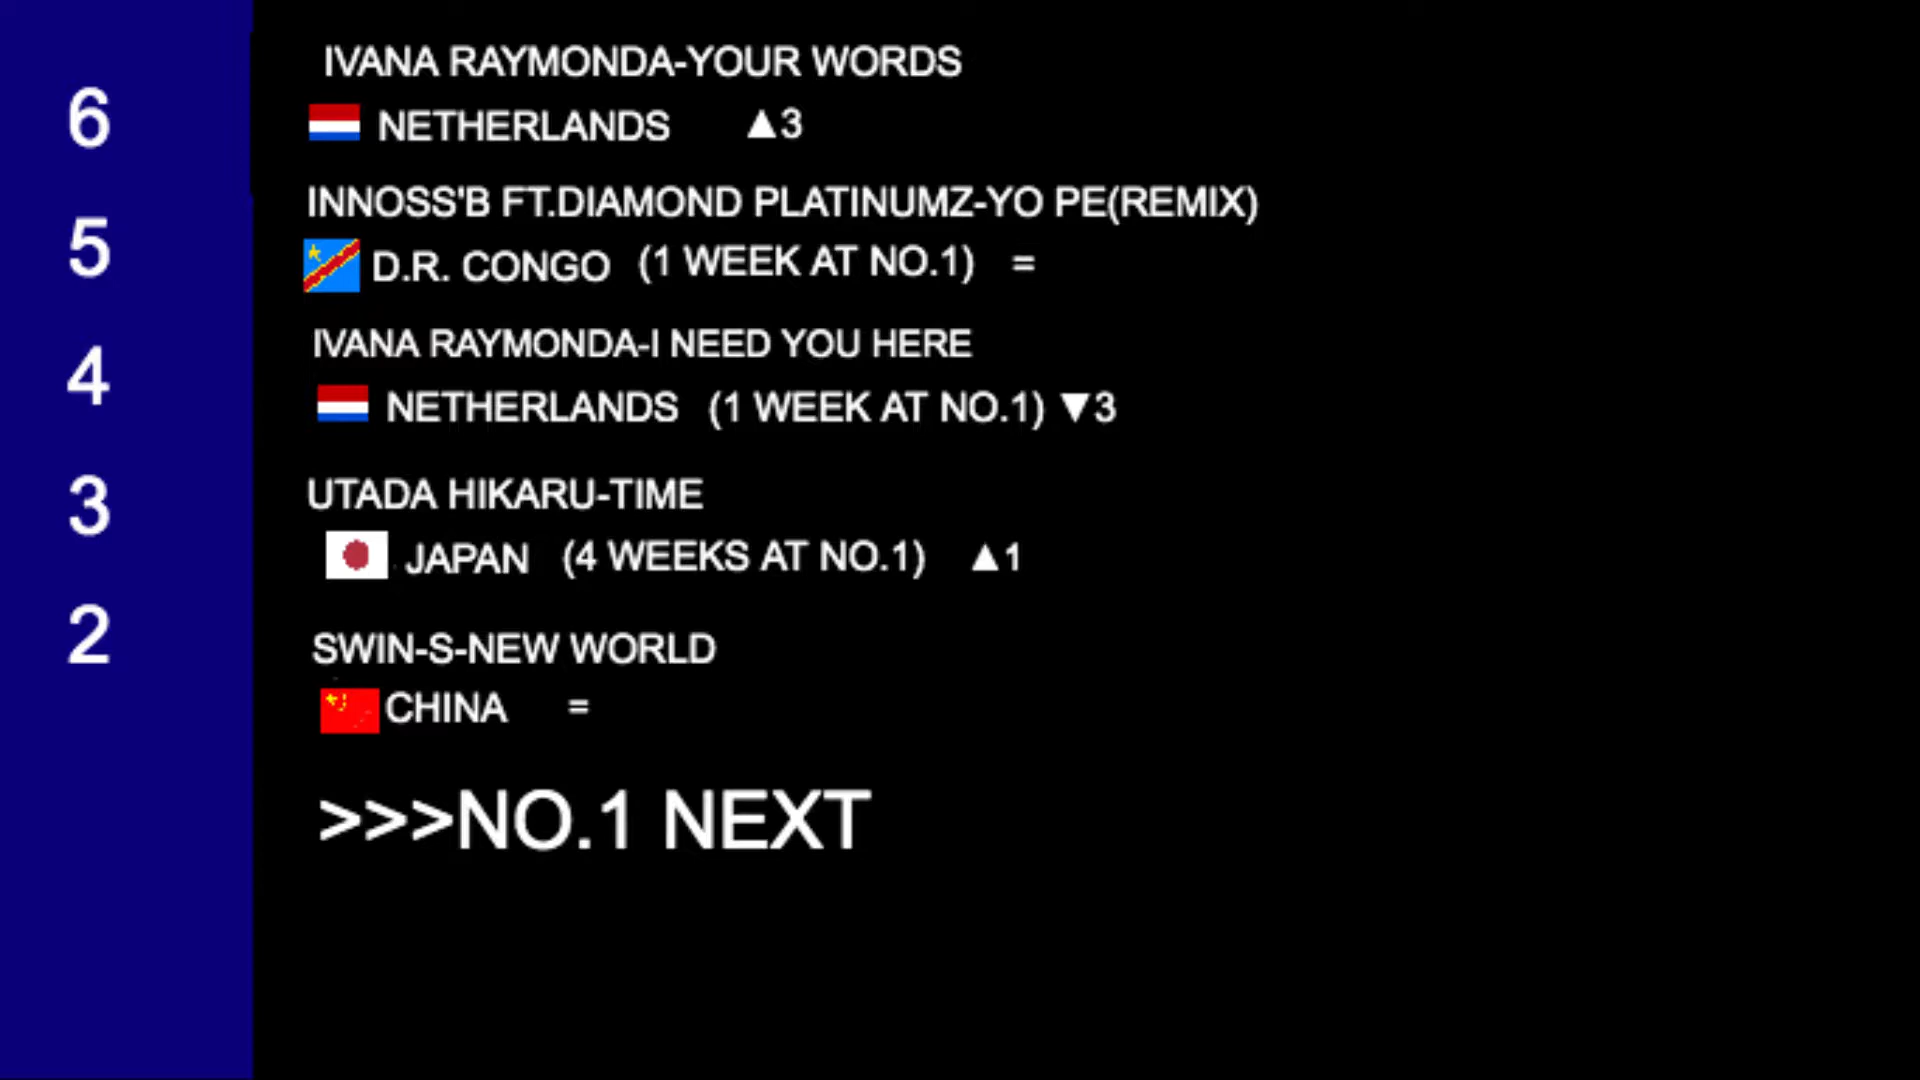 6
IVANA RAYMONDA-YOUR WORDS
NETHERLANDS ▲3
5
INNOSS'B FT.DIAMOND PLATINUMZ-YO PE(REMIX)
D.R. CONGO (1 WEEK AT NO.1) =
4
IVANA RAYMONDA-I NEED YOU HERE
NETHERLANDS (1 WEEK AT NO.1) ▼3
3
UTADA HIKARU-TIME
JAPAN (4 WEEKS AT NO.1) ▲1
2
SWIN-S-NEW WORLD
CHINA =
>>>NO.1 NEXT